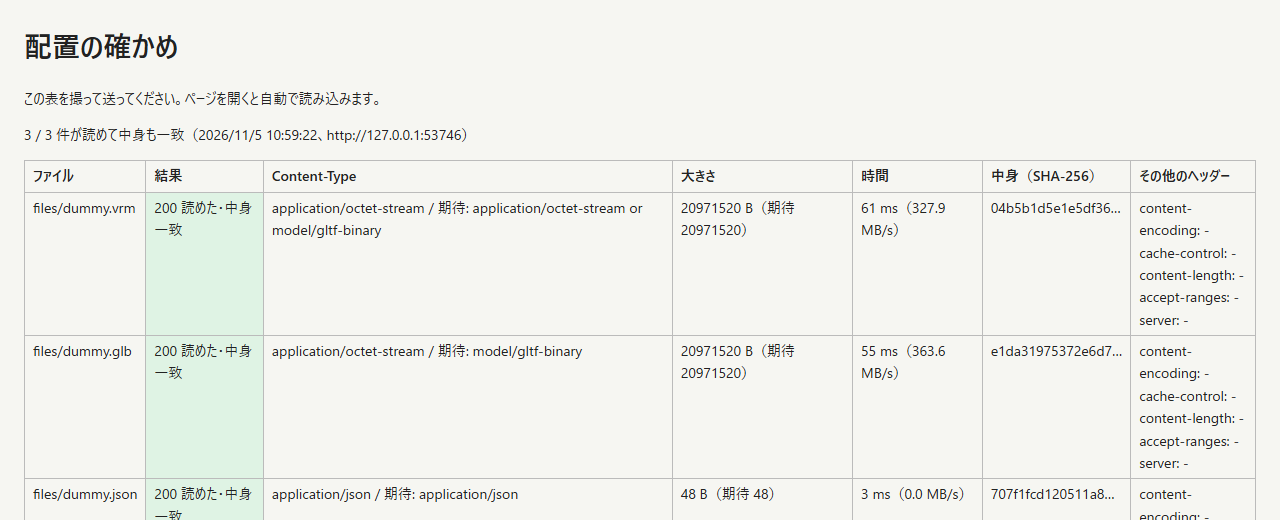 配置の確かめ
この表を撮って送ってください。ページを開くと自動で読み込みます。
3 / 3 件が読めて中身も一致（2026/11/5 10:59:22、http://127.0.0.1:53746）
ファイル 結果 Content-Type 大きさ 時間 中身（SHA-256） その他のヘッダー
files/dummy.vrm
200 読めた・中身
一致
application/octet-stream / 期待: application/octet-stream or
model/gltf-binary
20971520 B（期待
20971520）
61 ms（327.9
MB/s）
04b5b1d5e1e5df36…
content-
encoding: -
cache-control: -
content-length: -
accept-ranges: -
server: -
files/dummy.glb
200 読めた・中身
一致
application/octet-stream / 期待: model/gltf-binary
20971520 B（期待
20971520）
55 ms（363.6
MB/s）
e1da31975372e6d7…
content-
encoding: -
cache-control: -
content-length: -
accept-ranges: -
server: -
files/dummy.json
200 読めた・中身
一致
application/json / 期待: application/json
48 B（期待 48）
3 ms（0.0 MB/s）
707f1fcd120511a8…
content-
encoding: -